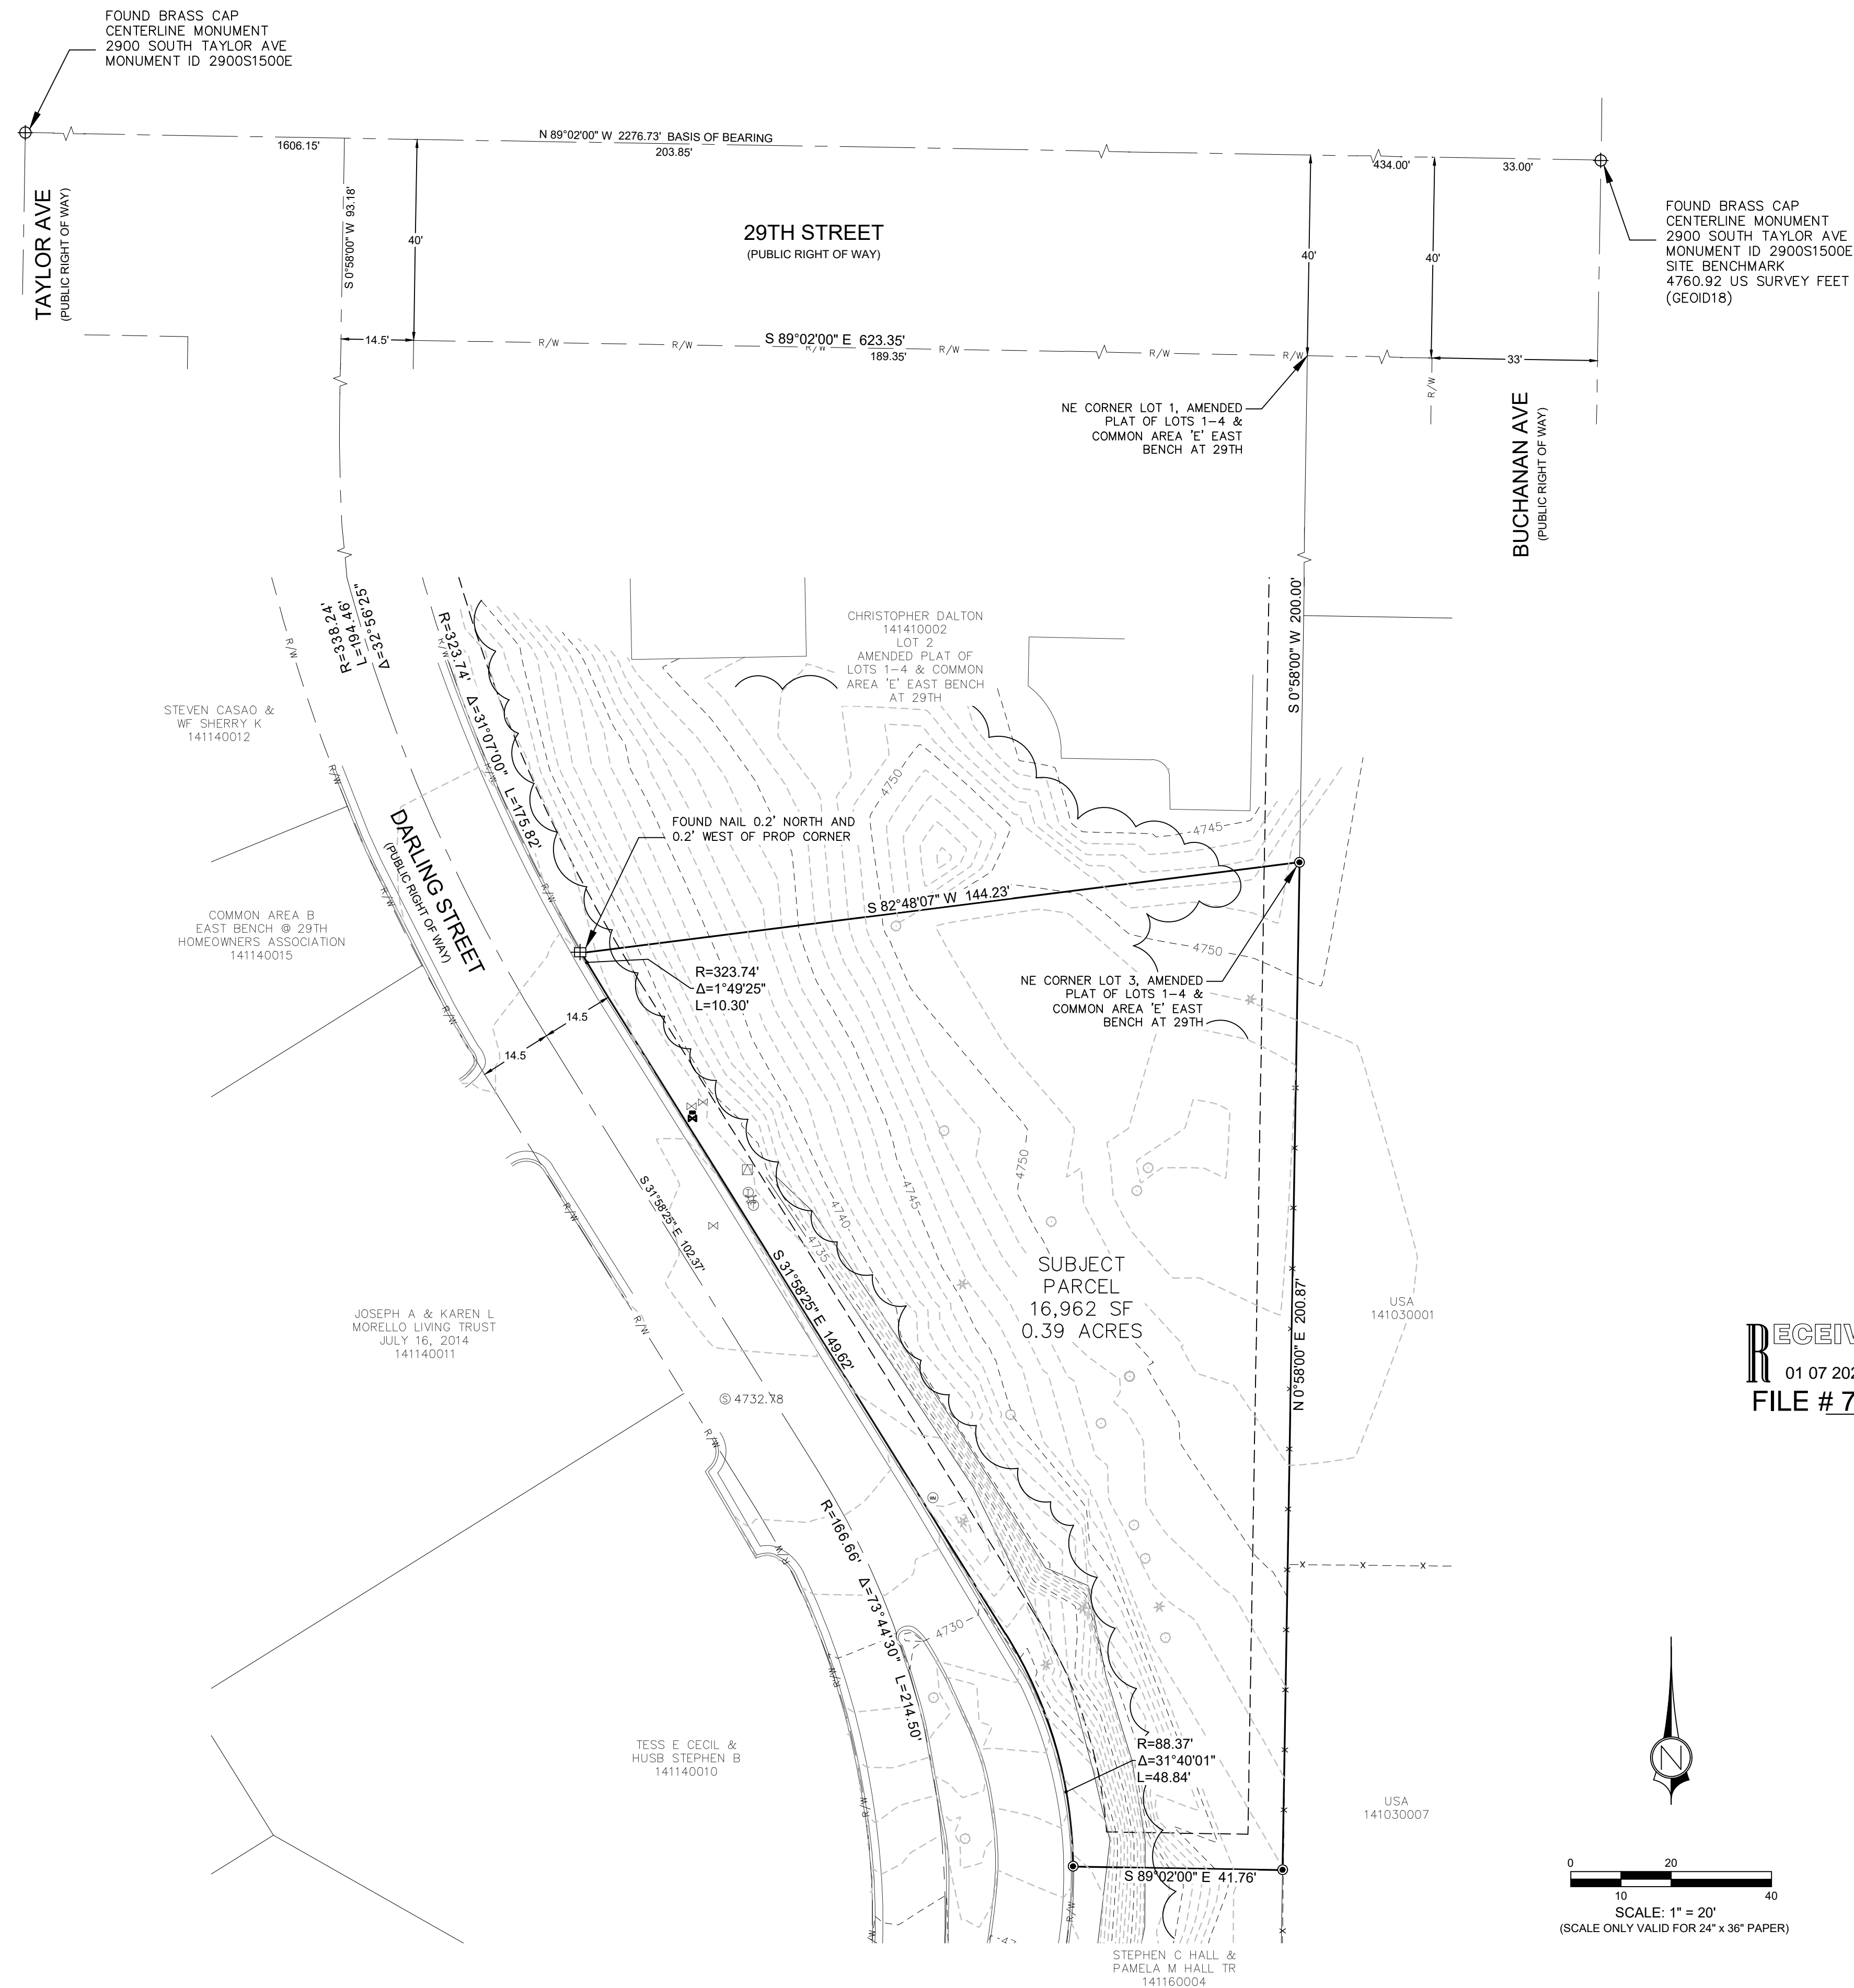 FOUND BRASS CAP
CENTERLINE MONUMENT
2900 SOUTH TAYLOR AVE
MONUMENT ID 2900S1500E
N 89°02'00" W 2276.73' BASIS OF BEARING
1606.15'
203.85'
434.00'
33.00'
TAYLOR AVE
(PUBLIC RIGHT OF WAY)
S 0°58'00" W 93.18'
40'
29TH STREET
(PUBLIC RIGHT OF WAY)
40'
40'
FOUND BRASS CAP
CENTERLINE MONUMENT
2900 SOUTH TAYLOR AVE
MONUMENT ID 2900S1500E
SITE BENCHMARK
4760.92 US SURVEY FEET
(GEOID18)
14.5'
R/W
R/W
S 89°02'00" E 623.35'
R/W
189.35'
R/W
R/W
R/W
33'
R/W
NE CORNER LOT 1, AMENDED
PLAT OF LOTS 1-4 &
COMMON AREA 'E' EAST
BENCH AT 29TH
BUCHANAN AVE
(PUBLIC RIGHT OF WAY)
R=338.24'
L=194.46'
Δ=32°56'25"
R/W
R=323.74' Δ=31°07'00" L=175.82'
R/W
CHRISTOPHER DALTON
141410002
LOT 2
AMENDED PLAT OF
LOTS 1-4 & COMMON
AREA 'E' EAST BENCH
AT 29TH
S 0°58'00" W 200.00'
STEVEN CASAO &
WF SHERRY K
141140012
R/W
R/W
4750
DARLING STREET
(PUBLIC RIGHT OF WAY)
FOUND NAIL 0.2' NORTH AND
0.2' WEST OF PROP CORNER
4745
R/W
R/W
S 82°48'07" W 144.23'
COMMON AREA B
EAST BENCH @ 29TH
HOMEOWNERS ASSOCIATION
141140015
4750
R=323.74'
Δ=1°49'25"
L=10.30'
NE CORNER LOT 3, AMENDED
PLAT OF LOTS 1-4 &
COMMON AREA 'E' EAST
BENCH AT 29TH
R/W
14.5
14.5
4750
4745
4740
4735
R/W
S 31°58'25" E 102.37'
S 31°58'25" E 149.62'
SUBJECT
PARCEL
16,962 SF
0.39 ACRES
N 0°58'00" E 200.87'
USA
141030001
JOSEPH A & KAREN L
MORELLO LIVING TRUST
JULY 16, 2014
141140011
R/W
RECEIV
01 07 202
FILE # 7
S 4732.78
R/W
WM
R=166.66' Δ=73°44'30" L=214.50'
R/W
X
X
X
4730
R/W
TESS E CECIL &
HUSB STEPHEN B
141140010
R=88.37'
Δ=31°40'01"
L=48.84'
R/W
USA
141030007
N
S 89°02'00" E 41.76'
R/W
R/W
0
20
10
40
SCALE: 1" = 20'
(SCALE ONLY VALID FOR 24" x 36" PAPER)
STEPHEN C HALL &
PAMELA M HALL TR
141160004